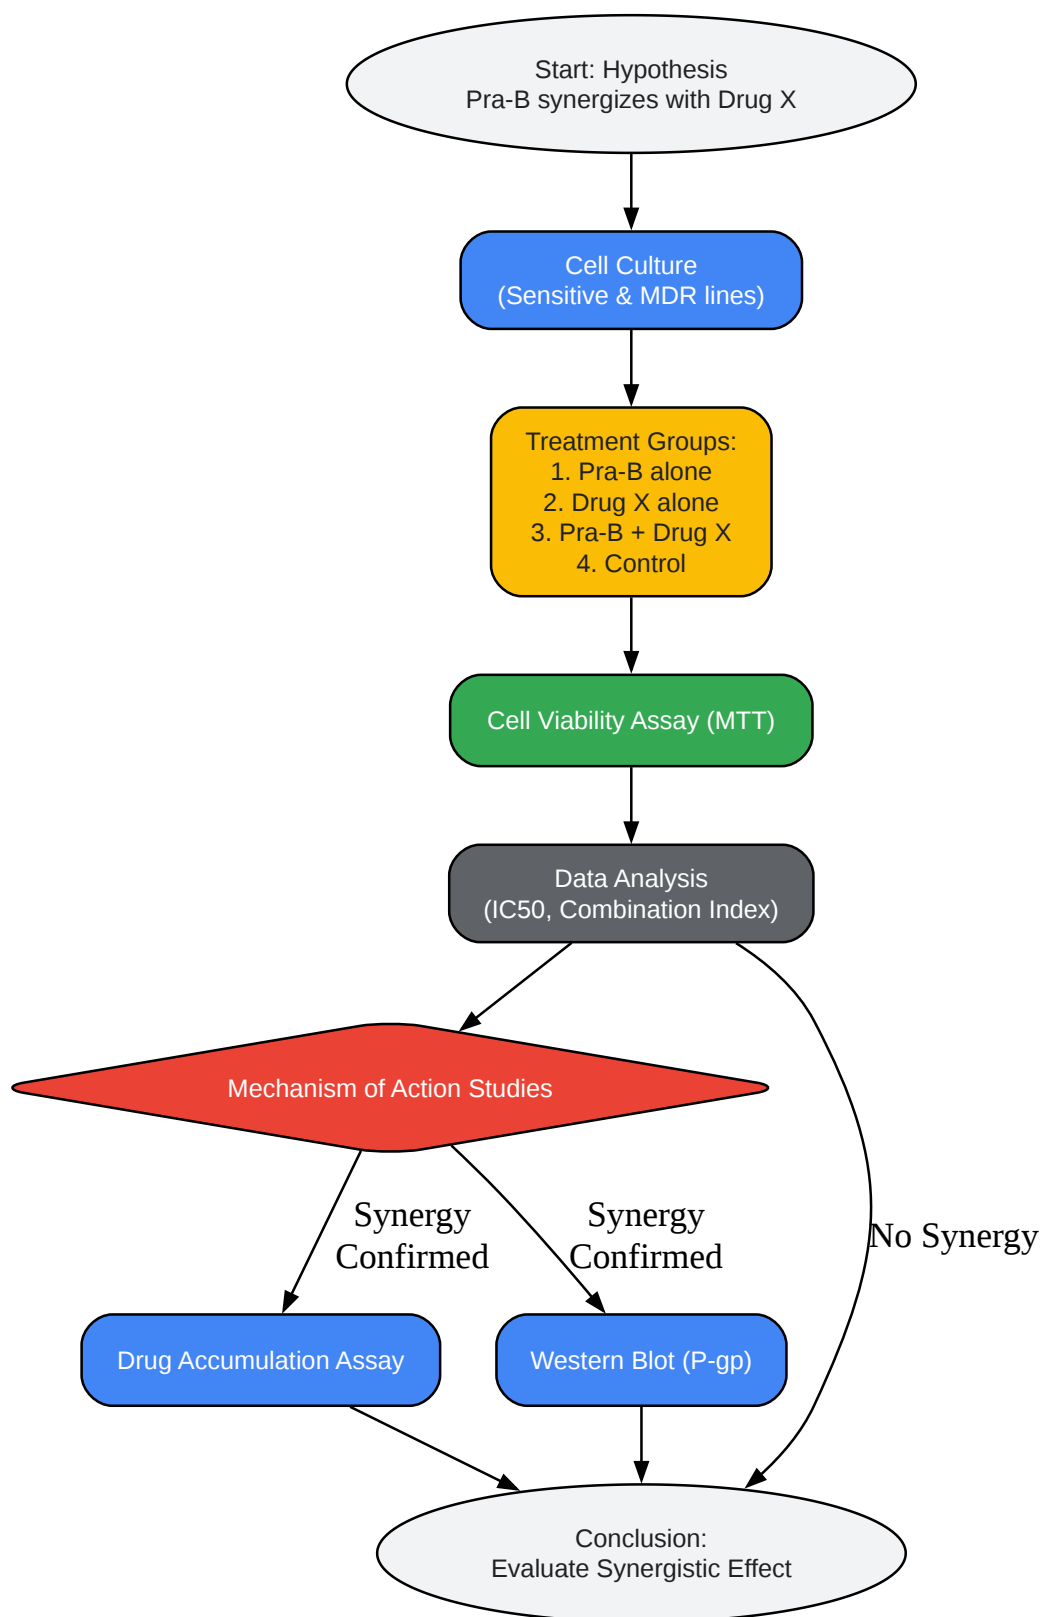 Start: Hypothesis
Pra-B synergizes with Drug X
Cell Culture
(Sensitive & MDR lines)
Treatment Groups:
1. Pra-B alone
2. Drug X alone
3. Pra-B + Drug X
4. Control
Cell Viability Assay (MTT)
Data Analysis
(IC50, Combination Index)
Mechanism of Action Studies
Synergy
Confirmed
Synergy
Confirmed
No Synergy
Drug Accumulation Assay
Western Blot (P-gp)
Conclusion:
Evaluate Synergistic Effect